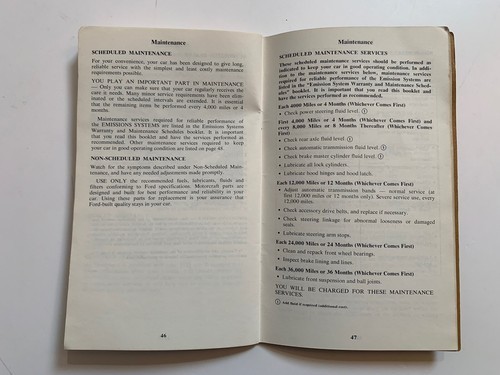 Maintenance
SCHEDULED MAINTENANCE
For your convenience, your car has been designed to give long,
reliable service with the simplest and least costly maintenance
requirements possible.
YOU PLAY AN IMPORTANT PART IN MAINTENANCE
— Only you can make sure that your car regularly receives the
care it needs. Many minor service requirements have been elim-
inated or the scheduled intervals are extended. It is essential
that the remaining items be performed every 4,000 miles or 4
months.
Maintenance services required for reliable performance of
the EMISSIONS SYSTEMS are listed in the Emissions System
Warranty and Maintenance Schedules booklet. It is important
that you read this booklet and have the services performed as
recommended. Other maintenance services required to keep
your car in good operating condition are listed on page 44.
NON-SCHEDULED MAINTENANCE
Watch for the symptoms described under Non-Scheduled Main-
tenance, and have any needed adjustments made promptly.
USE ONLY the recommended fuels, lubricants, fluids and
filters conforming to Ford specifications. Motorcraft parts are
designed and built for best performance and reliability in your
car. Using these parts for replacement is your assurance that
Ford-built quality stays in your car.
46
Maintenance
SCHEDULED MAINTENANCE SERVICES
These scheduled maintenance services should be performed as
indicated to keep your car in good operating condition. In addi-
tion to the maintenance services below, maintenance services
required for reliable performance of the Emission Systems are
listed in the "Emission System Warranty and Maintenance Sched-
ules" booklet. It is important that you read this booklet and
have the services performed as recommended.
Each 4000 Miles or 4 Months (Whichever Comes First)
• Check power steering fluid level. ①
First 4,000 Miles or 4 Months (Whichever Comes First) and
every 8,000 Miles or 8 Months Thereafter (Whichever Comes
First)
• Check rear axle fluid level. ①
• Check automatic transmission fluid level. ①
• Check brake master cylinder fluid level. ①
• Lubricate all lock cylinders.
• Lubricate hood hinges and hood latch.
Each 12,000 Miles or 12 Months (Whichever Comes First)
• Adjust automatic transmission bands — normal service (at
first 12,000 miles or 12 months only). Severe service use, every
12,000 miles.
• Check accessory drive belts, and replace if necessary.
• Check steering linkage for abnormal looseness or damaged
seals.
• Lubricate steering arm stops.
Each 24,000 Miles or 24 Months (Whichever Comes First)
• Clean and repack front wheel bearings.
• Inspect brake lining and lines.
Each 36,000 Miles or 36 Months (Whichever Comes First)
• Lubricate front suspension and ball joints.
YOU WILL BE CHARGED FOR THESE MAINTENANCE
SERVICES.
① Add fluid if required (additional cost).
47